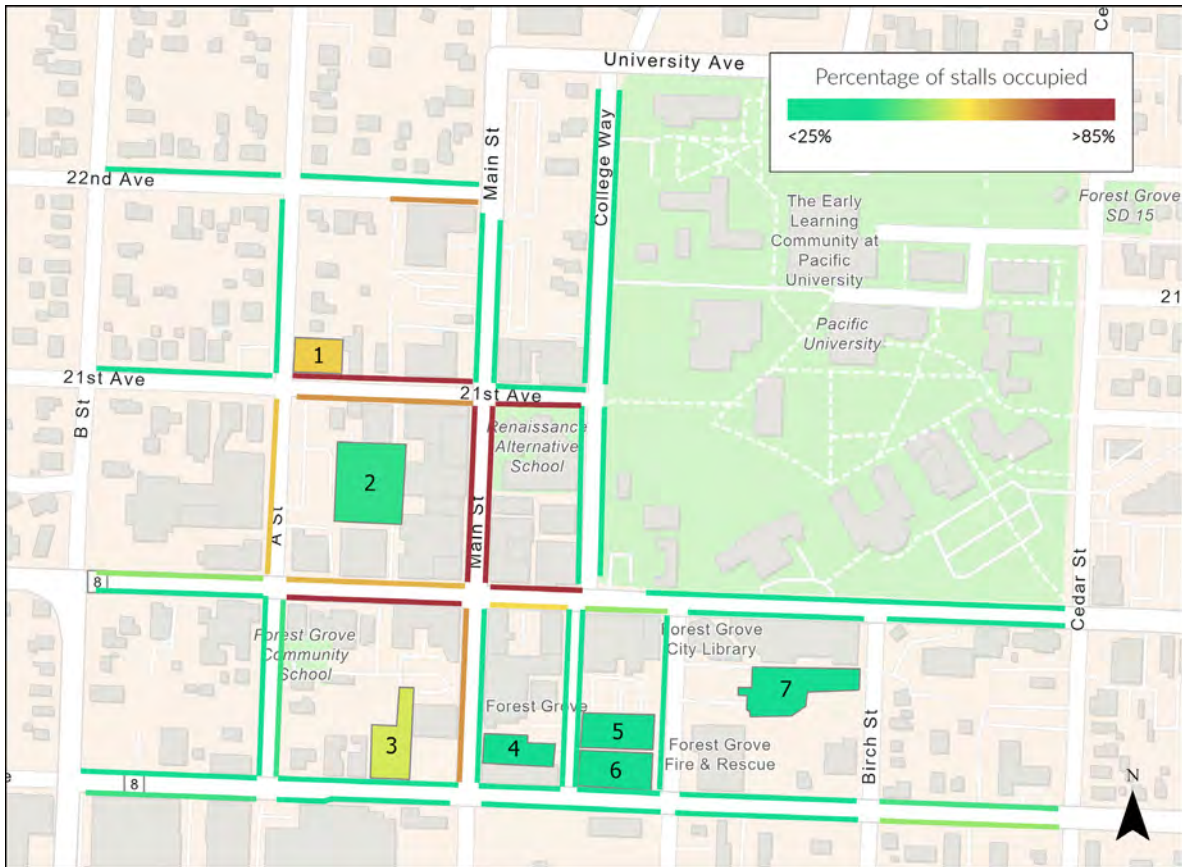 Ce
University Ave
Percentage of stalls occupied
<25%
>85%
Main St
College Way
22nd Ave
The Early
Learning
Community at
Pacific
University
Forest Grove
SD 15
21
Pacific
University
1
21st Ave
21st Ave
B St
Renaissance
Alternative
School
2
A St
Main St
8
Cedar St
Forest Grove
Community
School
Forest Grove
City Library
7
Forest Grove
3
4
5
6
Forest Grove
Fire & Rescue
Birch St
N
e
8